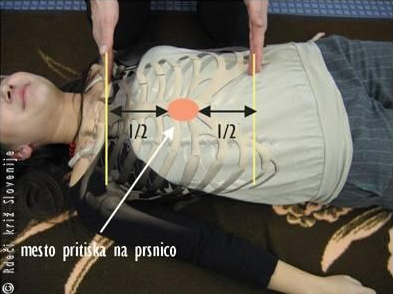 1/2 1/2
mesto pritiska na prsnico
© Rdeči križ Slovenije